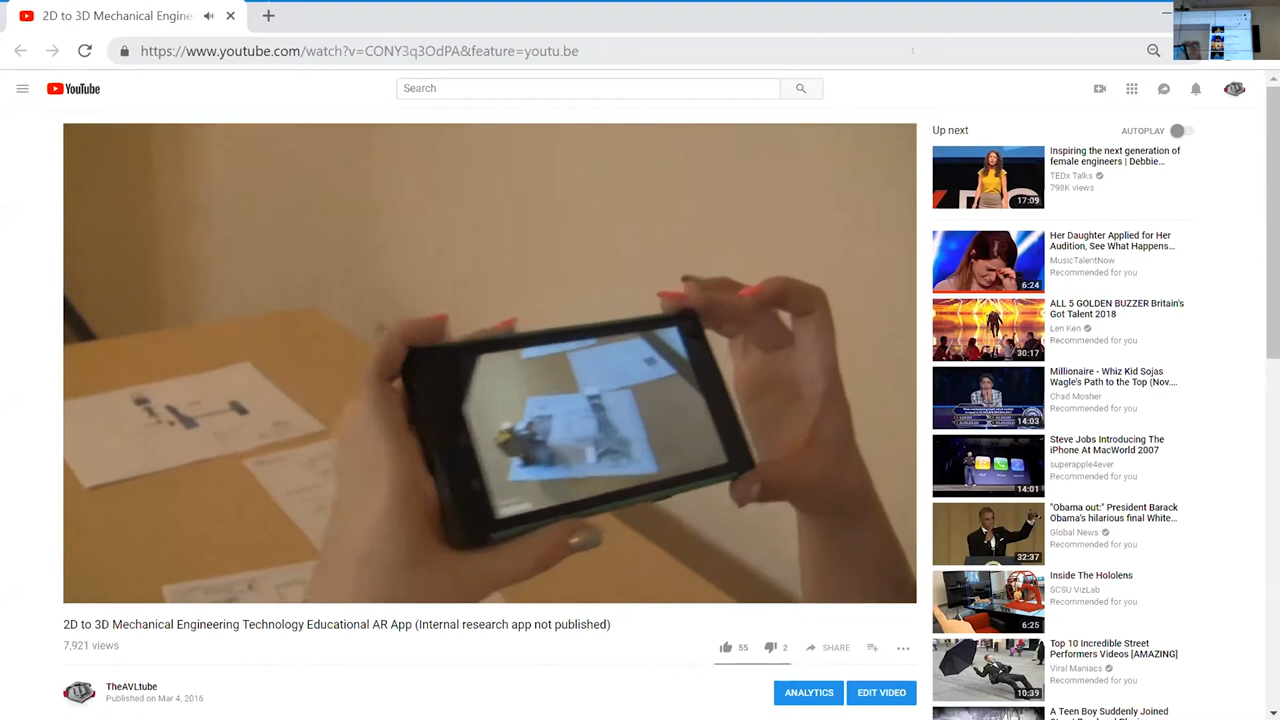 2D to 3D Mechanical Engine
https://www.youtube.com/watch?v=CONY3q3OdPA&feature=youtu.be
YouTube
Search
Up next
AUTOPLAY
Inspiring the next generation of
female engineers | Debbie...
TEDx Talks
798K views
17:09
Her Daughter Applied for Her
Audition, See What Happens...
MusicTalentNow
Recommended for you
6:24
ALL 5 GOLDEN BUZZER Britain's
Got Talent 2018
Len Ken
Recommended for you
30:17
Millionaire - Whiz Kid Sojas
Wagle's Path to the Top (Nov....
Chad Mosher
Recommended for you
14:03
Steve Jobs Introducing The
iPhone At MacWorld 2007
superapple4ever
Recommended for you
14:01
"Obama out:" President Barack
Obama's hilarious final White...
Global News
Recommended for you
32:37
Inside The Hololens
SCSU VizLab
Recommended for you
6:25
Top 10 Incredible Street
Performers Videos [AMAZING]
Viral Maniacs
Recommended for you
10:39
A Teen Boy Suddenly Joined
2D to 3D Mechanical Engineering Textbook Educational AR App (Internal research app not published)
7,921 views
55
2
SHARE
TheAVLtube
Published on Mar 4, 2016
ANALYTICS
EDIT VIDEO